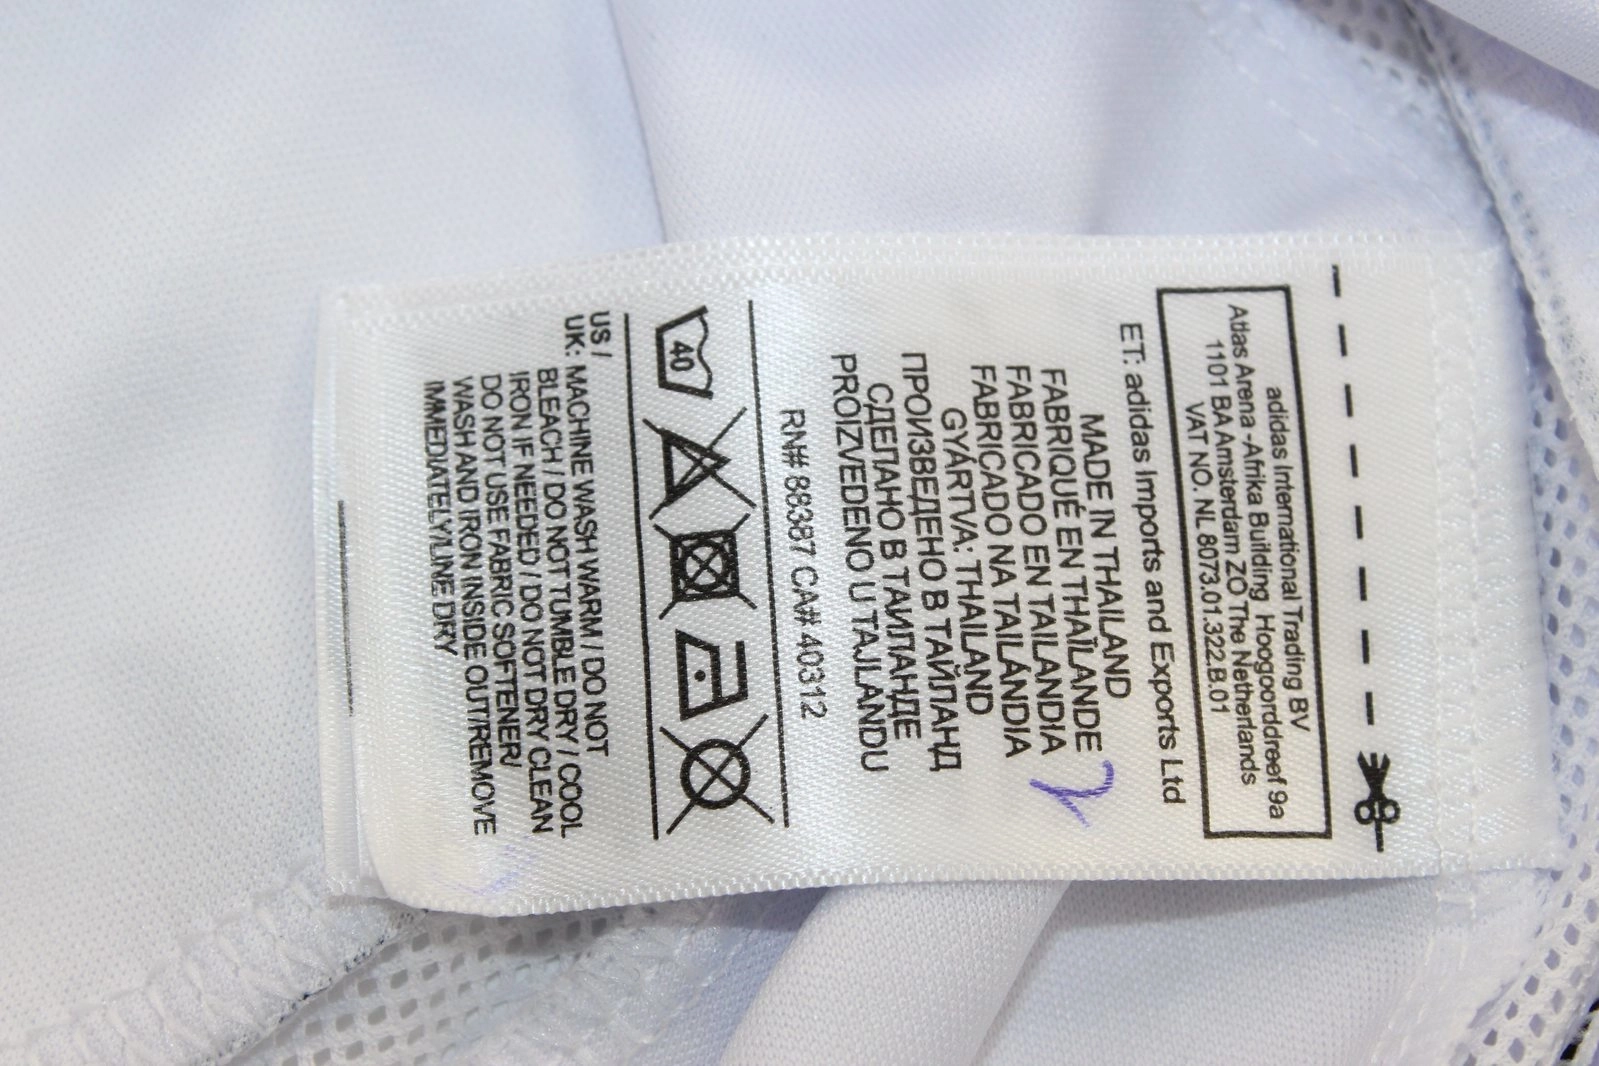 adidas International Trading BV
Atlas Arena -Afrika Building Hoogoorddreef 9a
1101 BA Amsterdam ZO The Netherlands
VAT NO. NL 8073.01.322.B.01
ET: adidas Imports and Exports Ltd
MADE IN THAILAND
FABRIQUÉ EN THAÏLANDE
FABRICADO EN TAILANDIA
FABRICADO NA TAILÁNDIA
GYÁRTVA: THAILAND
ПРОИЗВЕДЕНО В ТАЙЛАНД
СДЕЛАНО В ТАИЛАНДЕ
PROIZVEDENO U TAJLANDU
RN# 88387 CA# 40312
40
US /
UK: MACHINE WASH WARM / DO NOT
BLEACH / DO NOT TUMBLE DRY / COOL
IRON IF NEEDED / DO NOT DRY CLEAN
DO NOT USE FABRIC SOFTENER/
WASH AND IRON INSIDE OUT/REMOVE
IMMEDIATELY/LINE DRY